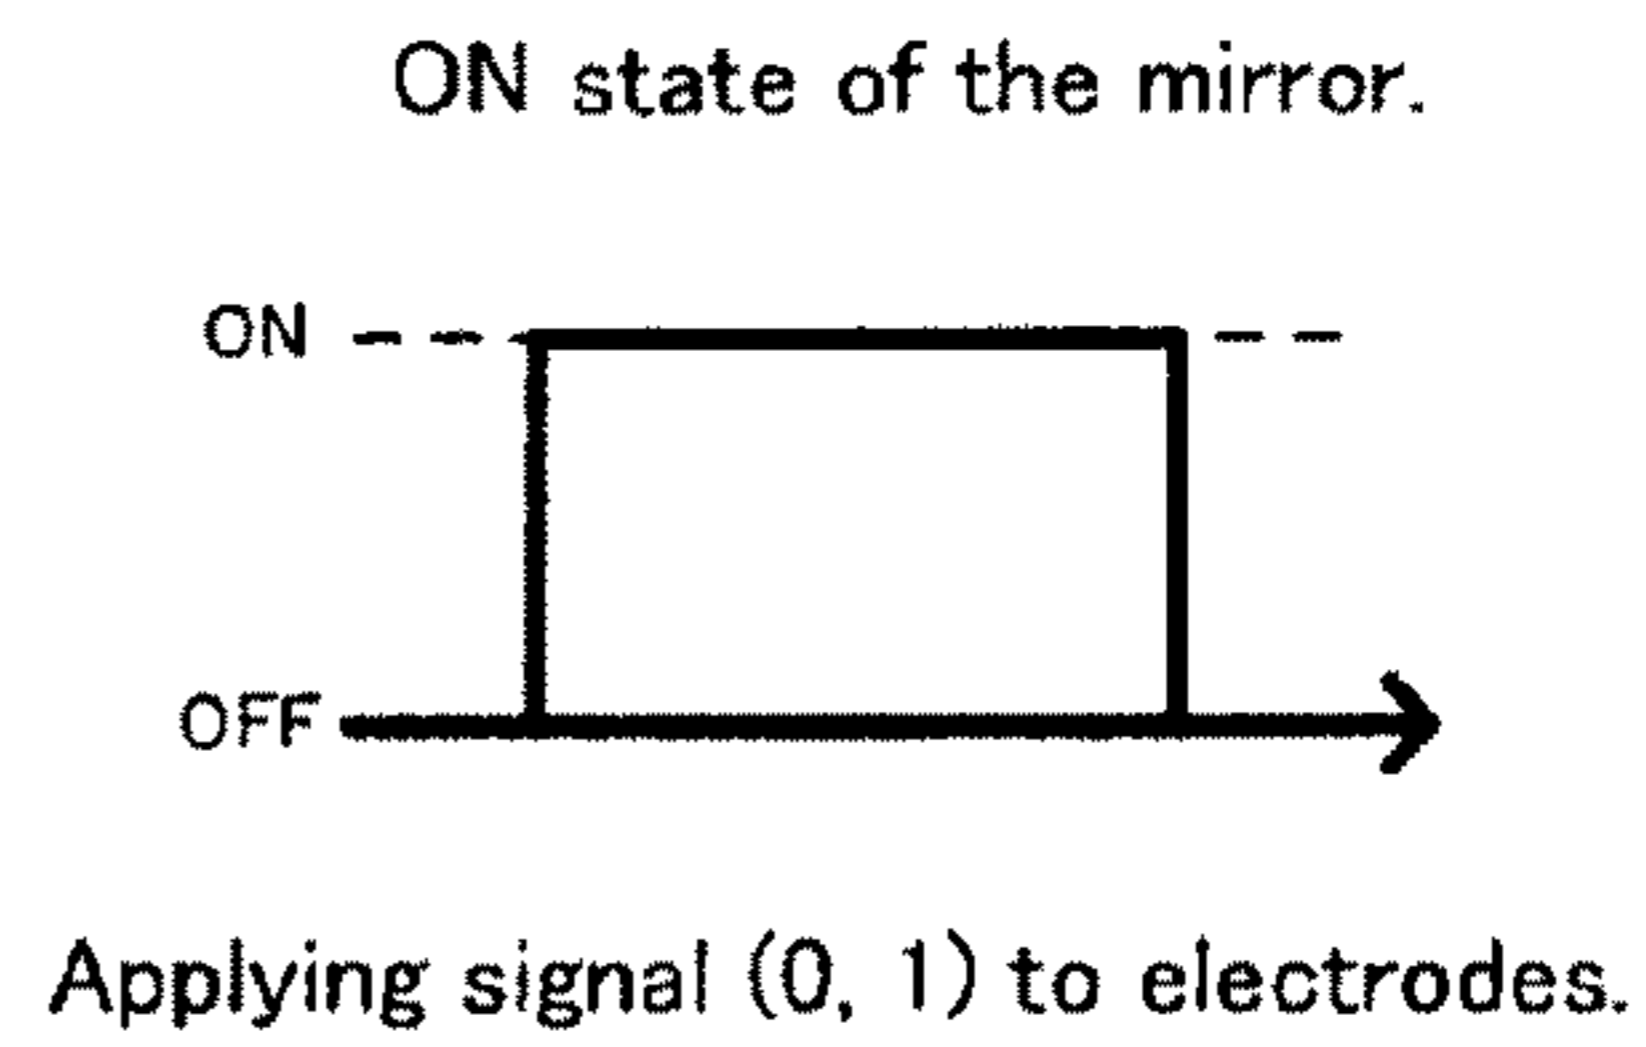 ON state of the mirror.
ON
OFF
Applying signal (0, 1) to electrodes.